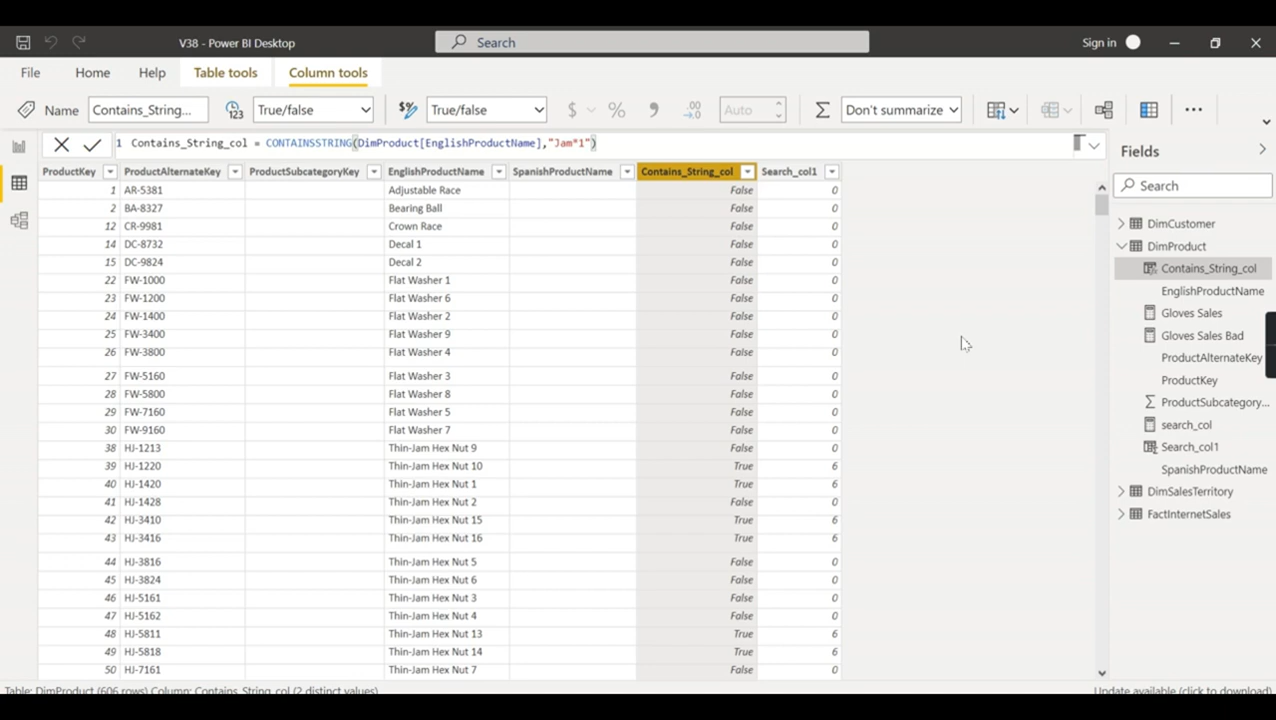 V38 - Power BI Desktop
Search
Sign in
File
Home
Help
Table tools
Column tools
Name
Contains_String...
True/false
True/false
$
%
Auto
Don't summarize
1 Contains_String_col = CONTAINSSTRING(DimProduct[EnglishProductName],"Jam*1")
ProductKey ProductAlternateKey ProductSubcategoryKey EnglishProductName SpanishProductName Contains_String_col Search_col1
1 AR-5381 Adjustable Race False 0
2 BA-8327 Bearing Ball False 0
12 CR-9981 Crown Race False 0
14 DC-8732 Decal 1 False 0
15 DC-9824 Decal 2 False 0
22 FW-1000 Flat Washer 1 False 0
23 FW-1200 Flat Washer 6 False 0
24 FW-1400 Flat Washer 2 False 0
25 FW-3400 Flat Washer 9 False 0
26 FW-3800 Flat Washer 4 False 0
27 FW-5160 Flat Washer 3 False 0
28 FW-5800 Flat Washer 8 False 0
29 FW-7160 Flat Washer 5 False 0
30 FW-9160 Flat Washer 7 False 0
38 HJ-1213 Thin-Jam Hex Nut 9 False 0
39 HJ-1220 Thin-Jam Hex Nut 10 True 6
40 HJ-1420 Thin-Jam Hex Nut 1 True 6
41 HJ-1428 Thin-Jam Hex Nut 2 False 0
42 HJ-3410 Thin-Jam Hex Nut 15 True 6
43 HJ-3416 Thin-Jam Hex Nut 16 True 6
44 HJ-3816 Thin-Jam Hex Nut 5 False 0
45 HJ-3824 Thin-Jam Hex Nut 6 False 0
46 HJ-5161 Thin-Jam Hex Nut 3 False 0
47 HJ-5162 Thin-Jam Hex Nut 4 False 0
48 HJ-5811 Thin-Jam Hex Nut 13 True 6
49 HJ-5818 Thin-Jam Hex Nut 14 True 6
50 HJ-7161 Thin-Jam Hex Nut 7 False 0
Fields
Search
DimCustomer
DimProduct
Contains_String_col
EnglishProductName
Gloves Sales
Gloves Sales Bad
ProductAlternateKey
ProductKey
ProductSubcategory...
search_col
Search_col1
SpanishProductName
DimSalesTerritory
FactInternetSales
Table: DimProduct (606 rows) Column: Contains_String_col (2 distinct values)
Update available (click to download)